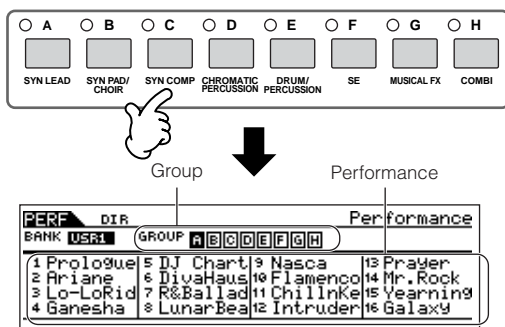 A B C D E F G H
SYN LEAD SYN PAD/ CHOIR SYN COMP CHROMATIC PERCUSSION DRUM/ PERCUSSION SE MUSICAL FX COMBI
Group Performance
PERF DIR Performance
BANK USR1 GROUP A B C D E F G H
1 Prologue 5 DJ Chart 9 Nasca 13 Prayer
2 Ariane 6 DivaHaus 10 Flamenco 14 Mr.Rock
3 Lo-LoRid 7 R&Ballad 11 ChillnKe 15 Yearning
4 Ganesha 8 LunarBea 12 Intruder 16 Galaxy